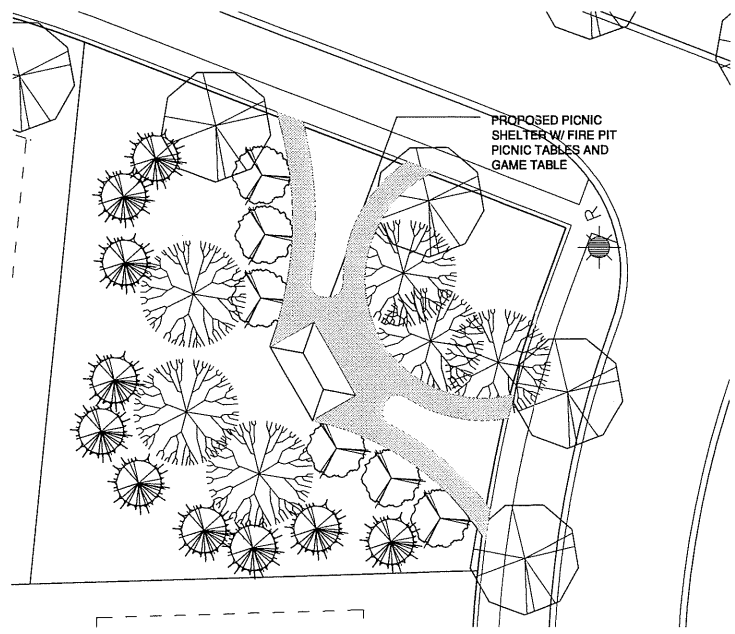 PROPOSED PICNIC
SHELTER W/ FIRE PIT
PICNIC TABLES AND
GAME TABLE
R